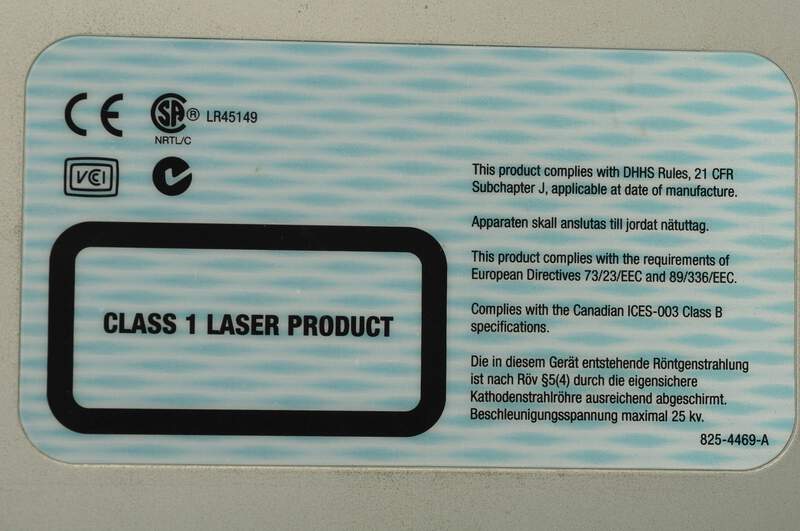 CE SA ® LR45149
NRTL/C
VCI
CLASS 1 LASER PRODUCT
This product complies with DHHS Rules, 21 CFR
Subchapter J, applicable at date of manufacture.
Apparaten skall anslutas till jordat nätuttag.
This product complies with the requirements of
European Directives 73/23/EEC and 89/336/EEC.
Complies with the Canadian ICES-003 Class B
specifications.
Die in diesem Gerät entstehende Röntgenstrahlung
ist nach Röv §5(4) durch die eigensichere
Kathodenstrahlröhre ausreichend abgeschirmt.
Beschleunigungsspannung maximal 25 kv.
825-4469-A